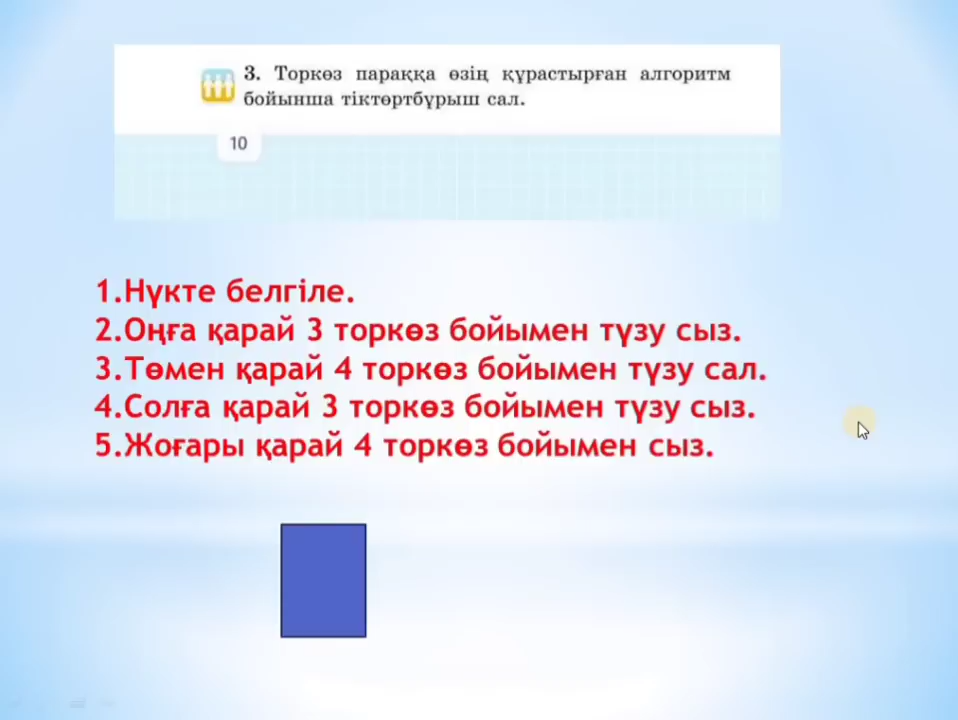 3. Торкөз параққа өзің құрастырған алгоритм
бойынша тіктөртбұрыш сал.
10
1.Нүкте белгіле.
2.Оңға қарай 3 торкөз бойымен түзу сыз.
3.Төмен қарай 4 торкөз бойымен түзу сал.
4.Солға қарай 3 торкөз бойымен түзу сыз.
5.Жоғары қарай 4 торкөз бойымен сыз.